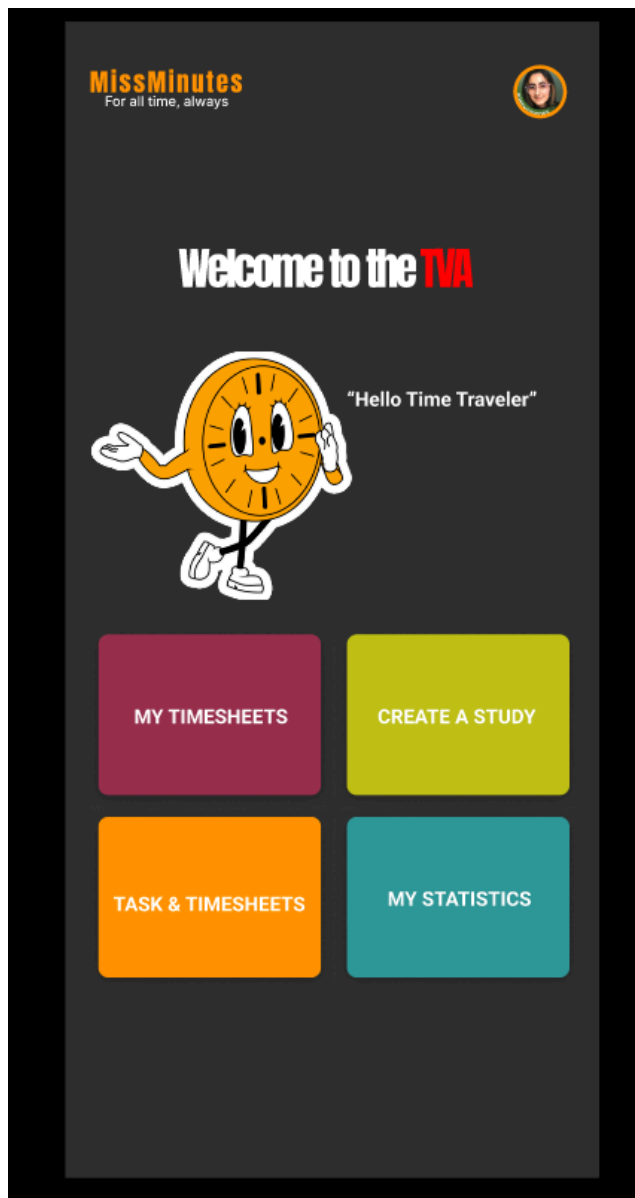 MissMinutes
For all time, always
Welcome to the TVA
“Hello Time Traveler”
MY TIMESHEETS
CREATE A STUDY
TASK & TIMESHEETS
MY STATISTICS